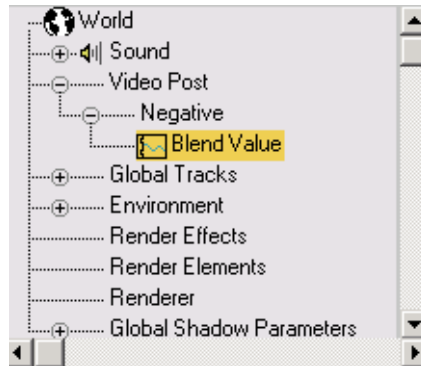 World
Sound
Video Post
Negative
Blend Value
Global Tracks
Environment
Render Effects
Render Elements
Renderer
Global Shadow Parameters